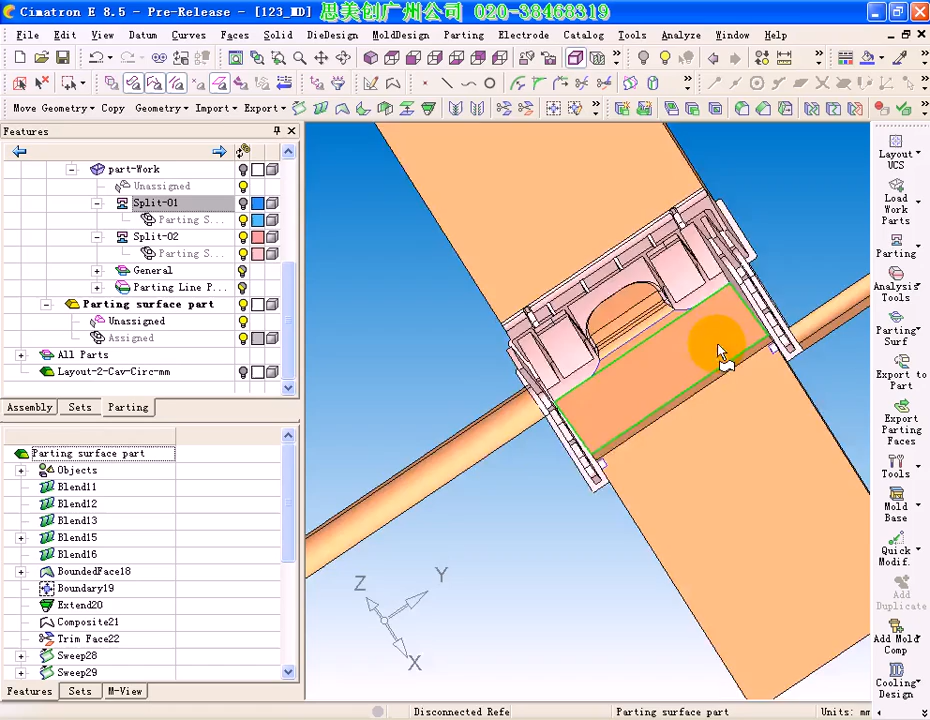 Cimatron E 8.5 - Pre-Release - [123_MD] 思美创广州公司 020-38468319
File Edit View Datum Curves Faces Solid DieDesign MoldDesign Parting Electrode Catalog Tools Analyze Window Help
Move Geometry Copy Geometry Import Export
Features
part-Work
Unassigned
Split-01
Parting S...
Split-02
Parting S...
General
Parting Line P...
Parting surface part
Unassigned
Assigned
All Parts
Layout-2-Cav-Circ-mm
Assembly Sets Parting
Parting surface part
Objects
Blend11
Blend12
Blend13
Blend15
Blend16
BoundedFace18
Boundary19
Extend20
Composite21
Trim Face22
Sweep28
Sweep29
Features Sets M-View
Z
Y
X
Layout
UCS
Load
Work
Parts
Parting
Analysis
Tools
Parting
Surf
Export to
Part
Export
Parting
Faces
Tools
Mold
Base
Quick
Modif.
Add
Duplicate
Add Mold
Comp
Cooling
Design
Disconnected Refe Parting surface part Units: mm